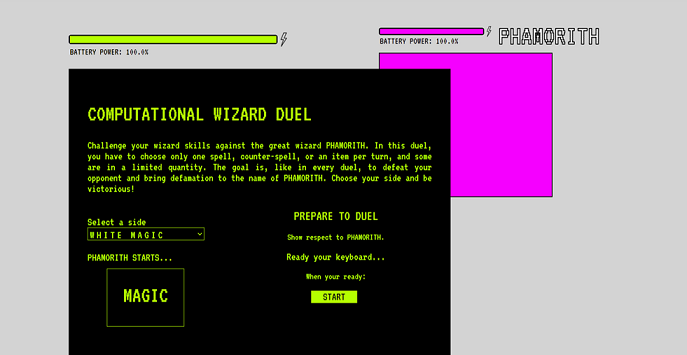 BATTERY POWER: 100.0%
BATTERY POWER: 100.0%
PHAMORITH
COMPUTATIONAL WIZARD DUEL
Challenge your wizard skills against the great wizard PHAMORITH. In this duel,
you have to choose only one spell, counter-spell, or an item per turn, and some
are in a limited quantity. The goal is, like in every duel, to defeat your
opponent and bring defamation to the name of PHAMORITH. Choose your side and be
victorious!
Select a side
WHITE MAGIC
PHAMORITH STARTS...
MAGIC
PREPARE TO DUEL
Show respect to PHAMORITH.
Ready your keyboard...
When your ready:
START